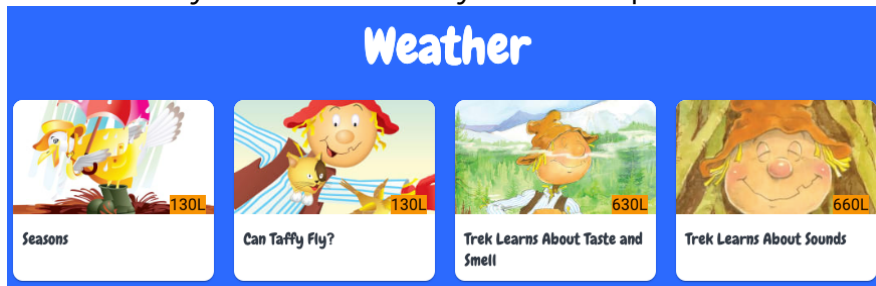 Weather
130L
130L
630L
660L
Seasons
Can Taffy Fly?
Trek Learns About Taste and
Smell
Trek Learns About Sounds